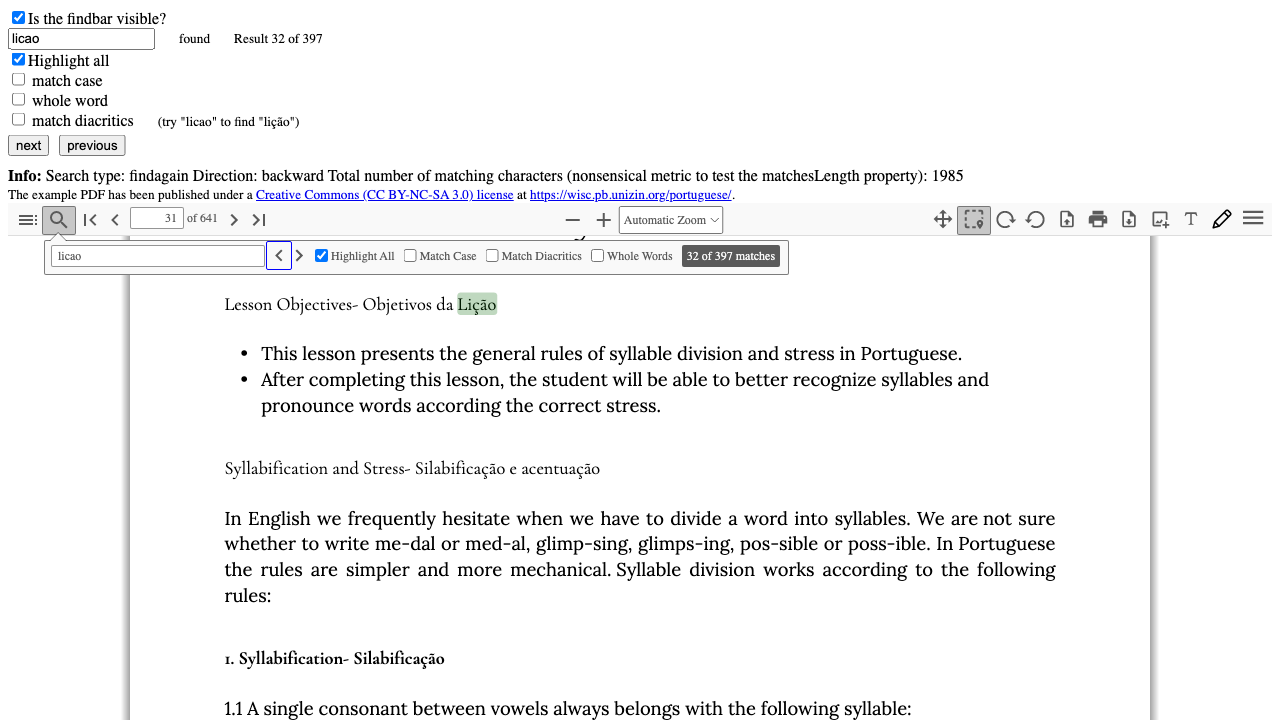 Is the findbar visible?
licao found Result 32 of 397
Highlight all
match case
whole word
match diacritics (try "licao" to find "lição")
next previous
Info: Search type: findagain Direction: backward Total number of matching characters (nonsensical metric to test the matchesLength property): 1985
The example PDF has been published under a Creative Commons (CC BY-NC-SA 3.0) license at https://wisc.pb.unizin.org/portuguese/.
31 of 641 Automatic Zoom
licao Highlight All Match Case Match Diacritics Whole Words 32 of 397 matches
Lesson Objectives- Objetivos da Lição
• This lesson presents the general rules of syllable division and stress in Portuguese.
• After completing this lesson, the student will be able to better recognize syllables and
pronounce words according the correct stress.
Syllabification and Stress- Silabificação e acentuação
In English we frequently hesitate when we have to divide a word into syllables. We are not sure
whether to write me-dal or med-al, glimp-sing, glimps-ing, pos-sible or poss-ible. In Portuguese
the rules are simpler and more mechanical. Syllable division works according to the following
rules:
1. Syllabification- Silabificação
1.1 A single consonant between vowels always belongs with the following syllable: